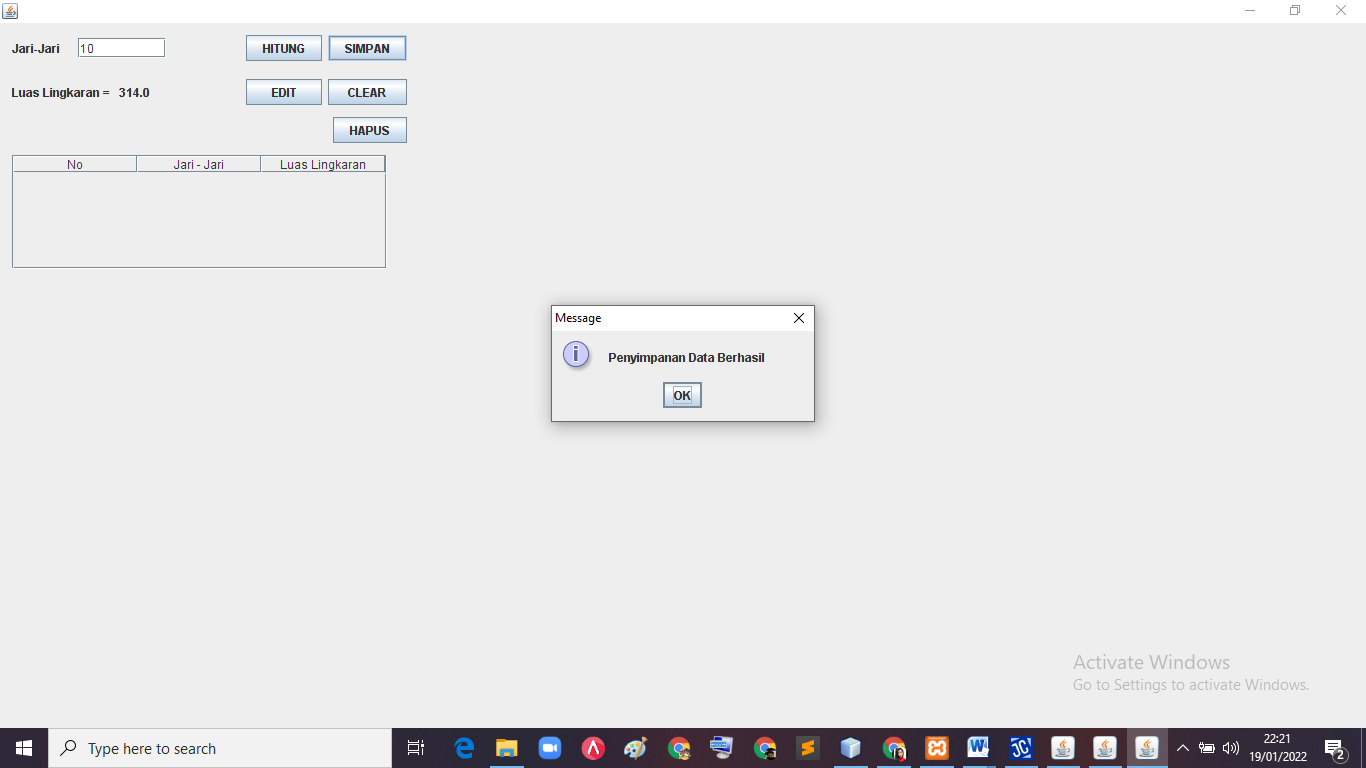 Jari-Jari 10 HITUNG SIMPAN
Luas Lingkaran = 314.0 EDIT CLEAR
HAPUS
No Jari - Jari Luas Lingkaran
Message
i Penyimpanan Data Berhasil
OK
Activate Windows
Go to Settings to activate Windows.
Type here to search
22:21
19/01/2022
2